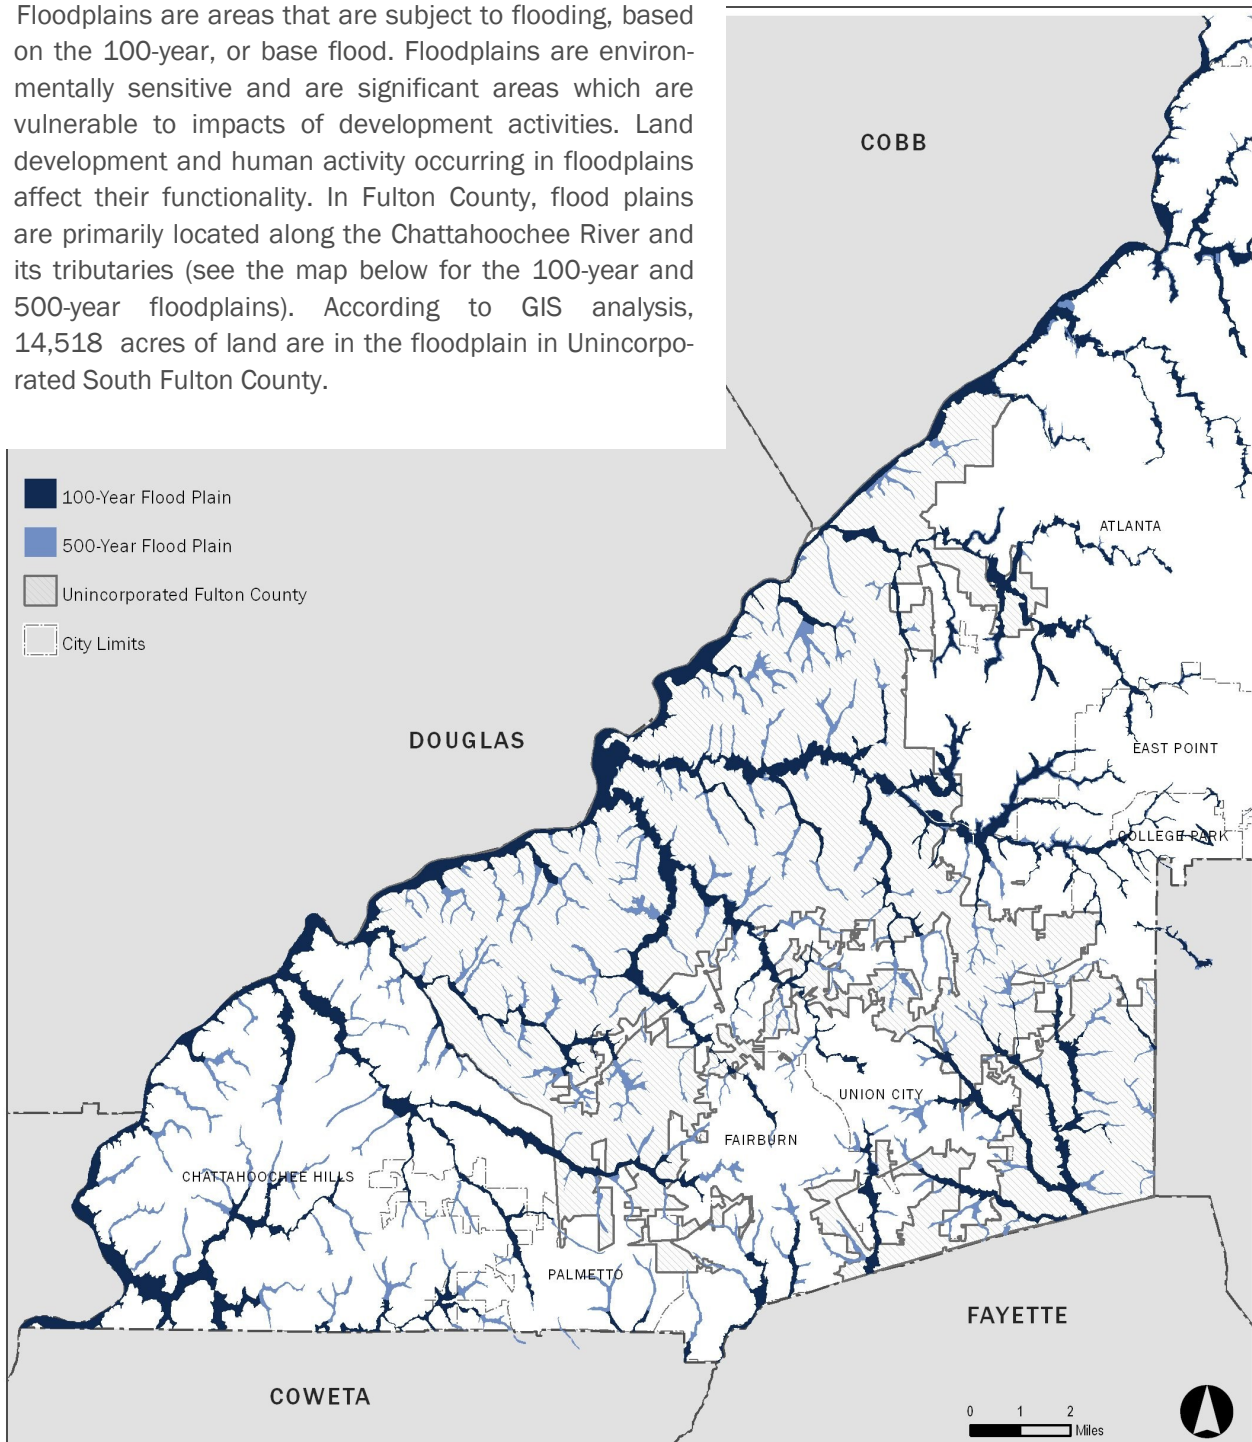 Floodplains are areas that are subject to flooding, based
on the 100-year, or base flood. Floodplains are environ-
mentally sensitive and are significant areas which are
vulnerable to impacts of development activities. Land
development and human activity occurring in floodplains
affect their functionality. In Fulton County, flood plains
are primarily located along the Chattahoochee River and
its tributaries (see the map below for the 100-year and
500-year floodplains). According to GIS analysis,
14,518 acres of land are in the floodplain in Unincorpo-
rated South Fulton County.
COBB
100-Year Flood Plain
500-Year Flood Plain
Unincorporated Fulton County
City Limits
ATLANTA
DOUGLAS
EAST POINT
COLLEGE PARK
UNION CITY
FAIRBURN
CHATTAHOOCHEE HILLS
PALMETTO
FAYETTE
COWETA
0 1 2
Miles